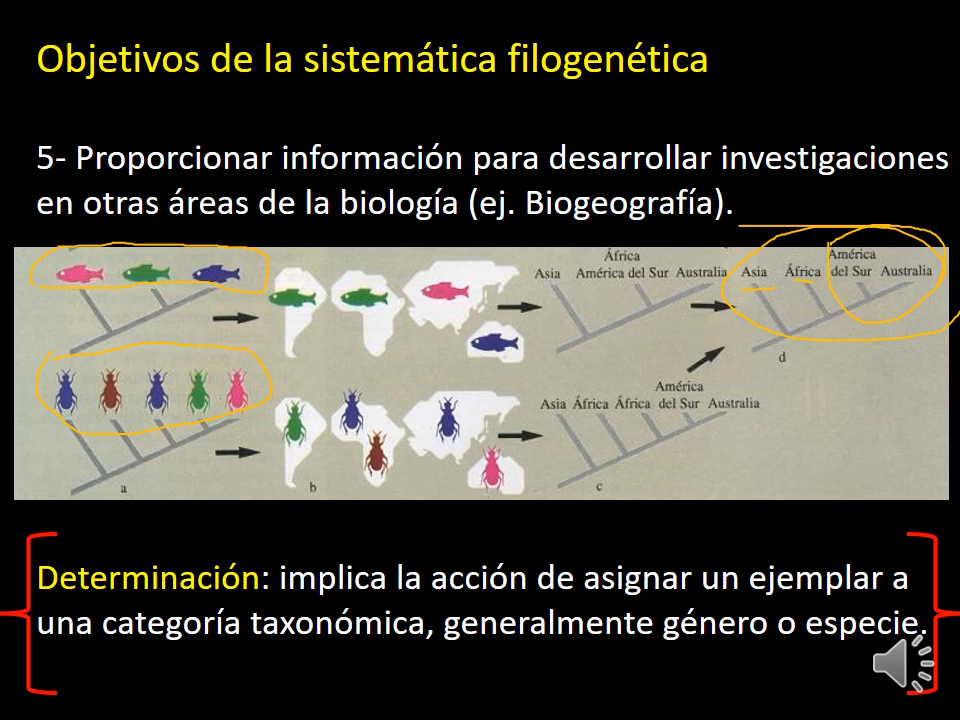 Objetivos de la sistemática filogenética
5- Proporcionar información para desarrollar investigaciones
en otras áreas de la biología (ej. Biogeografía).
África
Asia América del Sur Australia
América
Asia África del Sur Australia
d
América
Asia África África del Sur Australia
a
b
c
Determinación: implica la acción de asignar un ejemplar a
una categoría taxonómica, generalmente género o especie.